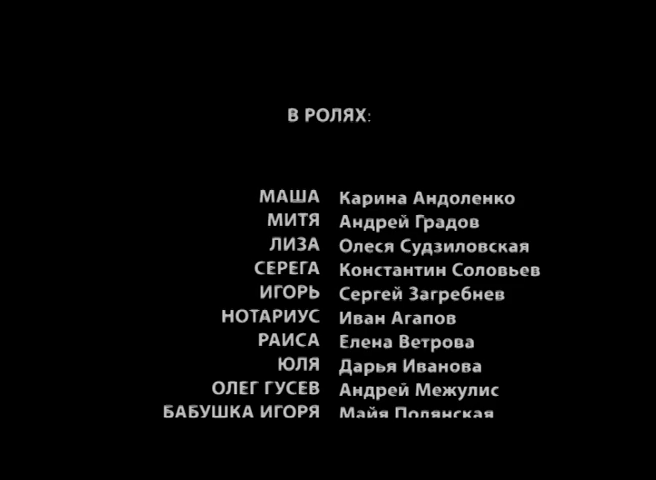 В РОЛЯХ:
МАША Карина Андоленко
МИТЯ Андрей Градов
ЛИЗА Олеся Судзиловская
СЕРЕГА Константин Соловьев
ИГОРЬ Сергей Загребнев
НОТАРИУС Иван Агапов
РАИСА Елена Ветрова
ЮЛЯ Дарья Иванова
ОЛЕГ ГУСЕВ Андрей Межулис
БАБУШКА ИГОРЯ Майя Полянская